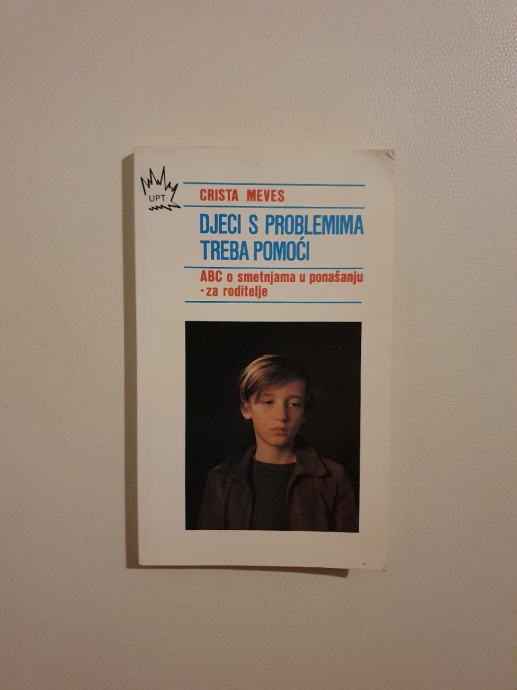 UPT
CRISTA MEVES
DJECI S PROBLEMIMA
TREBA POMOĆI
ABC o smetnjama u ponašanju
-za roditelje